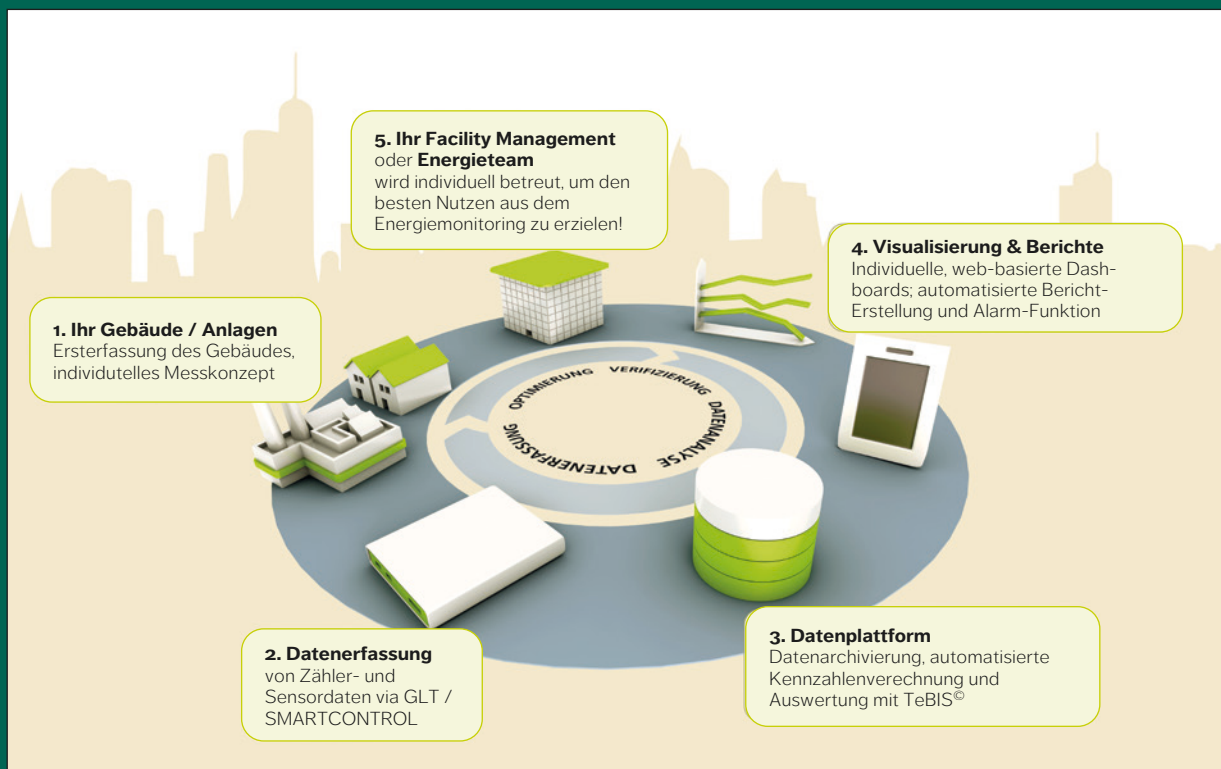 5. Ihr Facility Management
oder Energieteam
wird individuell betreut, um den
besten Nutzen aus dem
Energiemonitoring zu erzielen!
4. Visualisierung & Berichte
Individuelle, web-basierte Dash-
boards; automatisierte Bericht-
Erstellung und Alarm-Funktion
1. Ihr Gebäude / Anlagen
Ersterfassung des Gebäudes,
individutelles Messkonzept
OPTIMIERUNG
VERIFIZIERUNG
DATENANALYSE
DATENERFASSUNG
2. Datenerfassung
von Zähler- und
Sensordaten via GLT /
SMARTCONTROL
3. Datenplattform
Datenarchivierung, automatisierte
Kennzahlenverechnung und
Auswertung mit TeBIS©